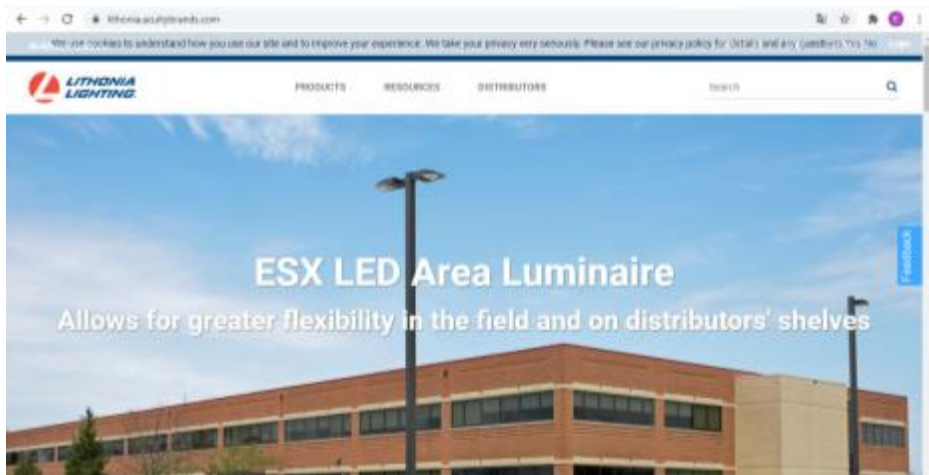 lithonia.acuitybrands.com
We use cookies to understand how you use our site and to improve your experience. We take your privacy very seriously. Please see our privacy policy for details and any questions. Yes No
LITHONIA
LIGHTING
PRODUCTS
RESOURCES
DISTRIBUTORS
Search
ESX LED Area Luminaire
Allows for greater flexibility in the field and on distributors' shelves
Feedback